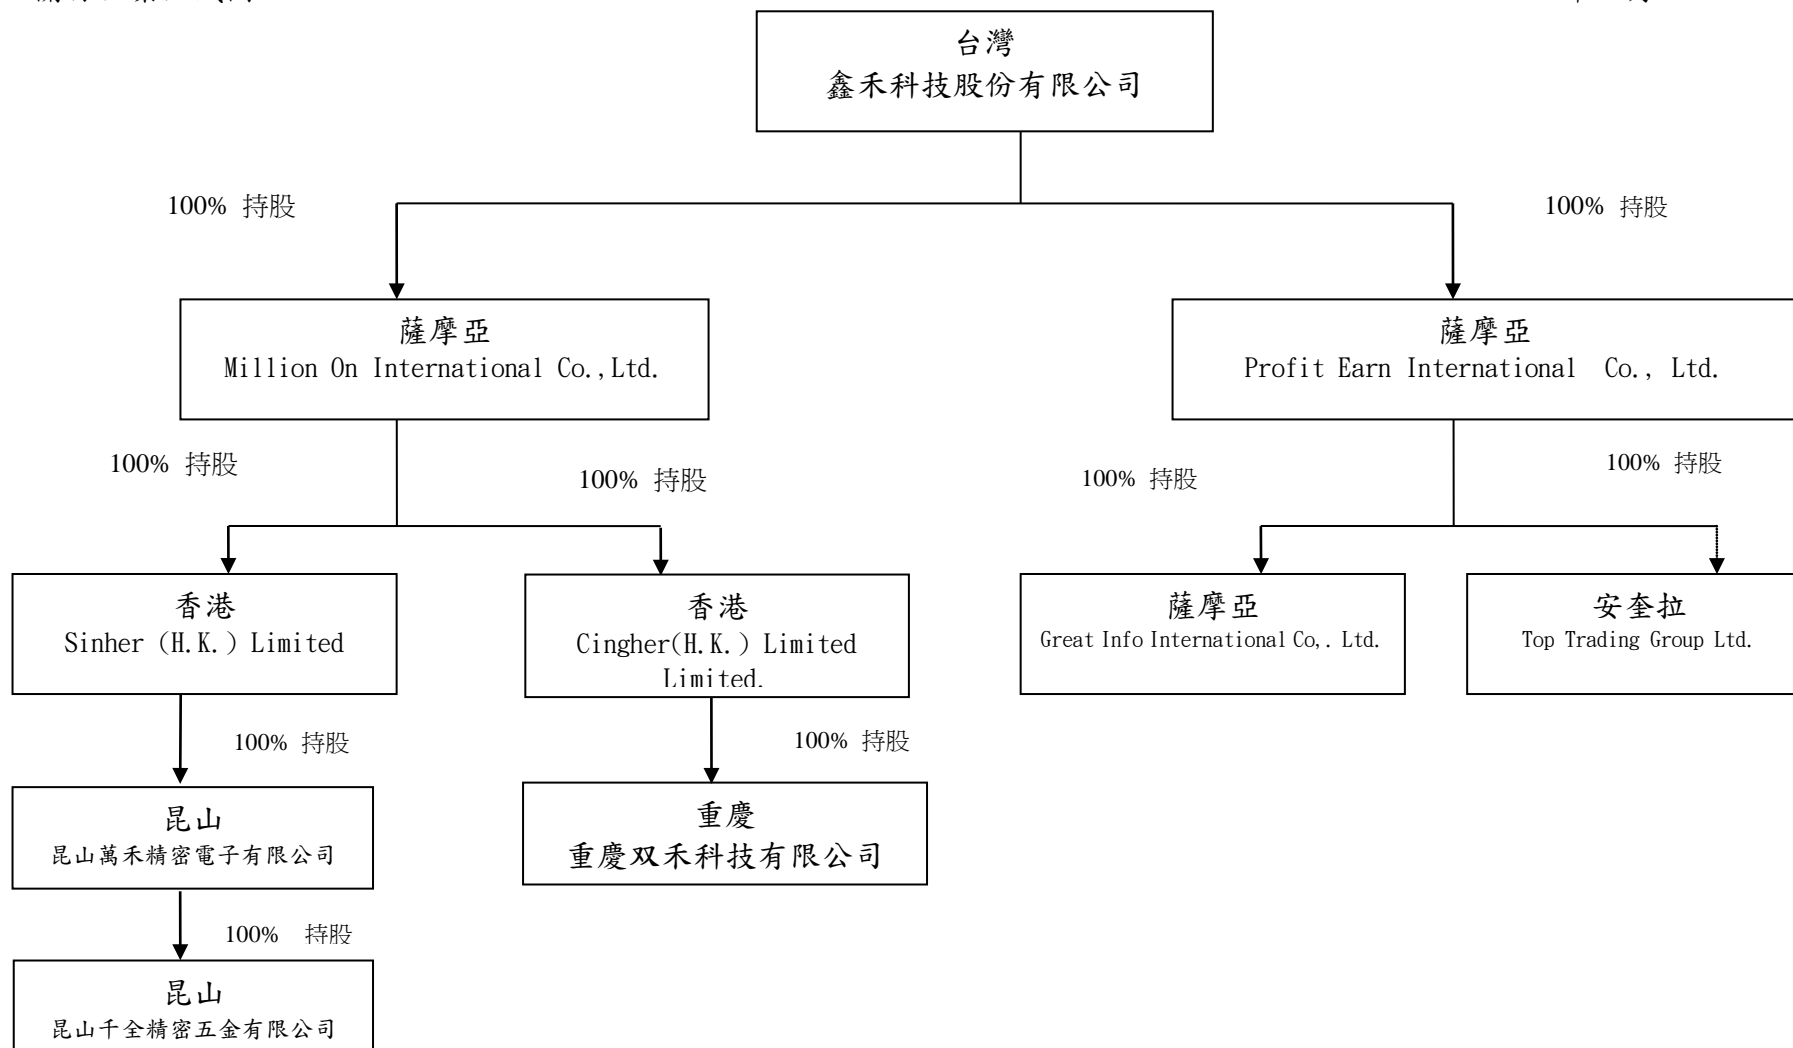 台灣
鑫禾科技股份有限公司
100% 持股
100% 持股
薩摩亞
Million On International Co.,Ltd.
薩摩亞
Profit Earn International Co., Ltd.
100% 持股
100% 持股
100% 持股
100% 持股
香港
Sinher (H.K.) Limited
香港
Cingher(H.K.) Limited
Limited.
薩摩亞
Great Info International Co,. Ltd.
安奎拉
Top Trading Group Ltd.
100% 持股
100% 持股
昆山
昆山萬禾精密電子有限公司
重慶
重慶双禾科技有限公司
100% 持股
昆山
昆山千全精密五金有限公司